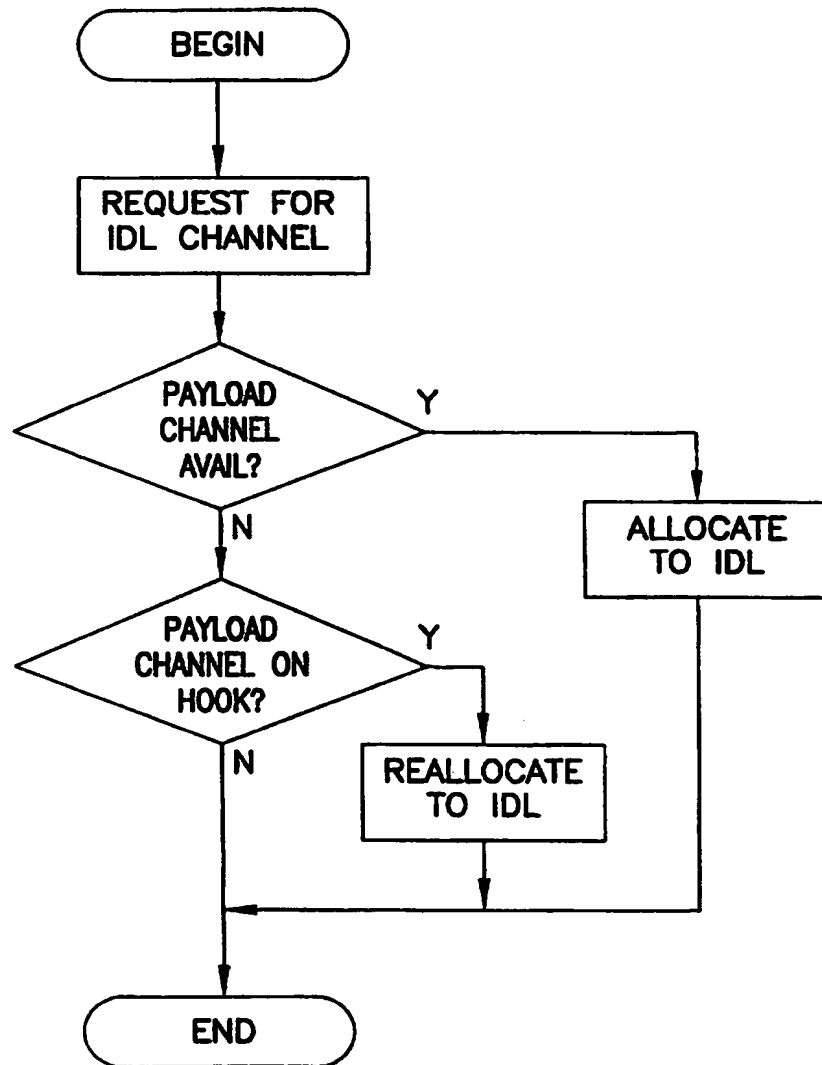 BEGIN
REQUEST FOR
IDL CHANNEL
PAYLOAD
CHANNEL
AVAIL?
Y
N
ALLOCATE
TO IDL
PAYLOAD
CHANNEL ON
HOOK?
Y
N
REALLOCATE
TO IDL
END